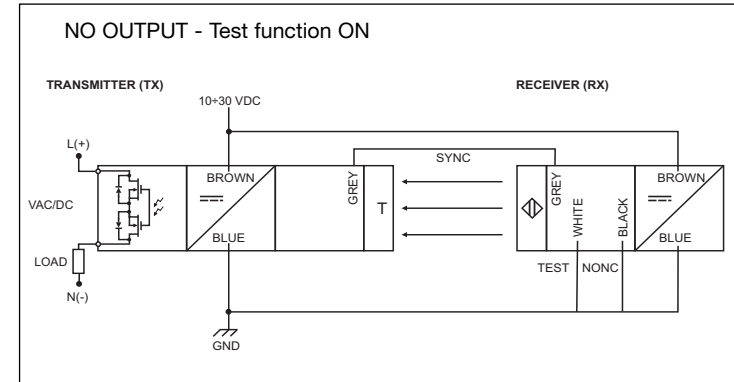 NO OUTPUT - Test function ON
TRANSMITTER (TX)
RECEIVER (RX)
10÷30 VDC
L(+)
SYNC
BROWN
GREY
GREY
BROWN
VAC/DC
T
WHITE
BLACK
BLUE
BLUE
LOAD
TEST
NONC
N(-)
GND